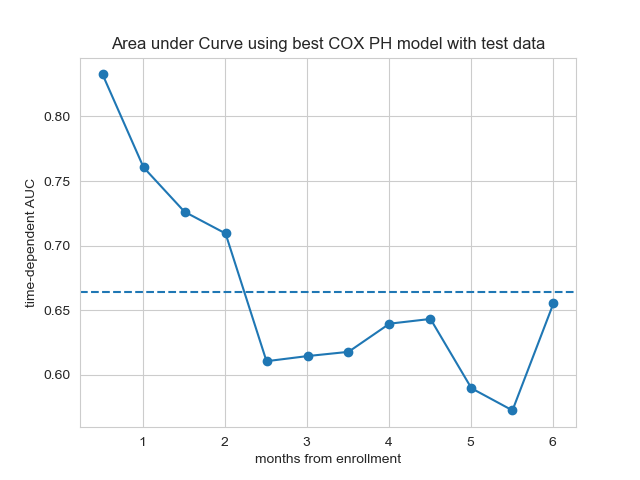 Area under Curve using best COX PH model with test data
time-dependent AUC
0.80
0.75
0.70
0.65
0.60
1 2 3 4 5 6
months from enrollment